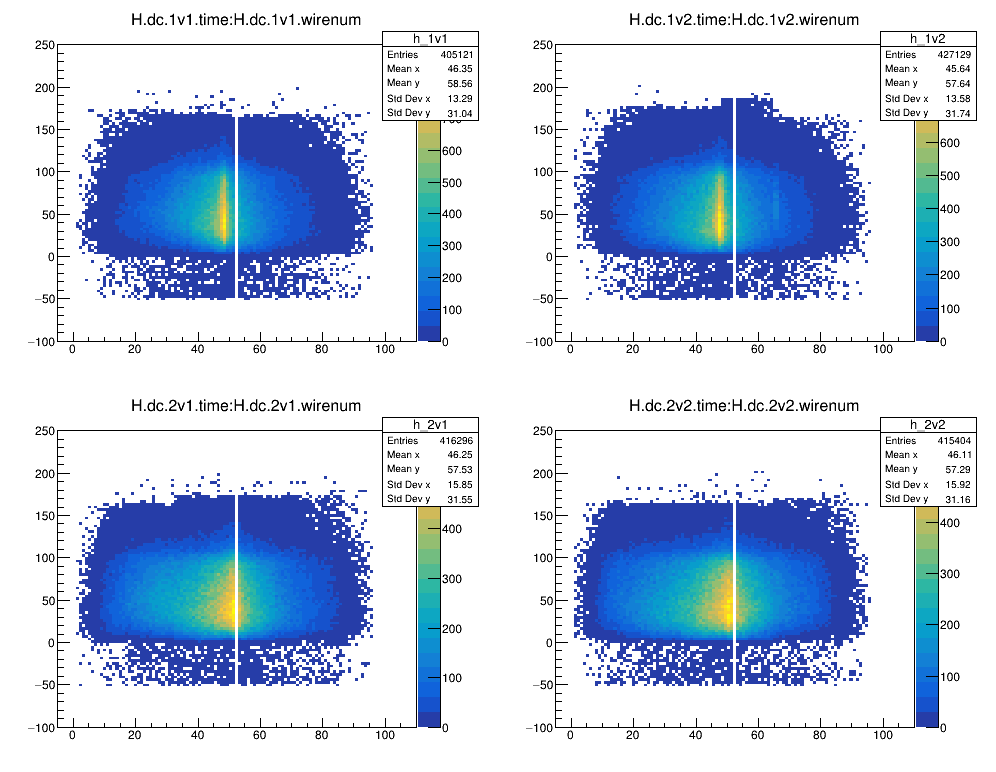 H.dc.1v1.time:H.dc.1v1.wirenum
h_1v1
Entries 405121
Mean x 46.35
Mean y 58.56
Std Dev x 13.29
Std Dev y 31.04
250
200
150
100
50
0
−50
−100
0 20 40 60 80 100
600
500
400
300
200
100
0
H.dc.1v2.time:H.dc.1v2.wirenum
h_1v2
Entries 427129
Mean x 45.64
Mean y 57.64
Std Dev x 13.58
Std Dev y 31.74
250
200
150
100
50
0
−50
−100
0 20 40 60 80 100
600
500
400
300
200
100
0
H.dc.2v1.time:H.dc.2v1.wirenum
h_2v1
Entries 416296
Mean x 46.25
Mean y 57.53
Std Dev x 15.85
Std Dev y 31.55
250
200
150
100
50
0
−50
−100
0 20 40 60 80 100
400
300
200
100
0
H.dc.2v2.time:H.dc.2v2.wirenum
h_2v2
Entries 415404
Mean x 46.11
Mean y 57.29
Std Dev x 15.92
Std Dev y 31.16
250
200
150
100
50
0
−50
−100
0 20 40 60 80 100
400
300
200
100
0